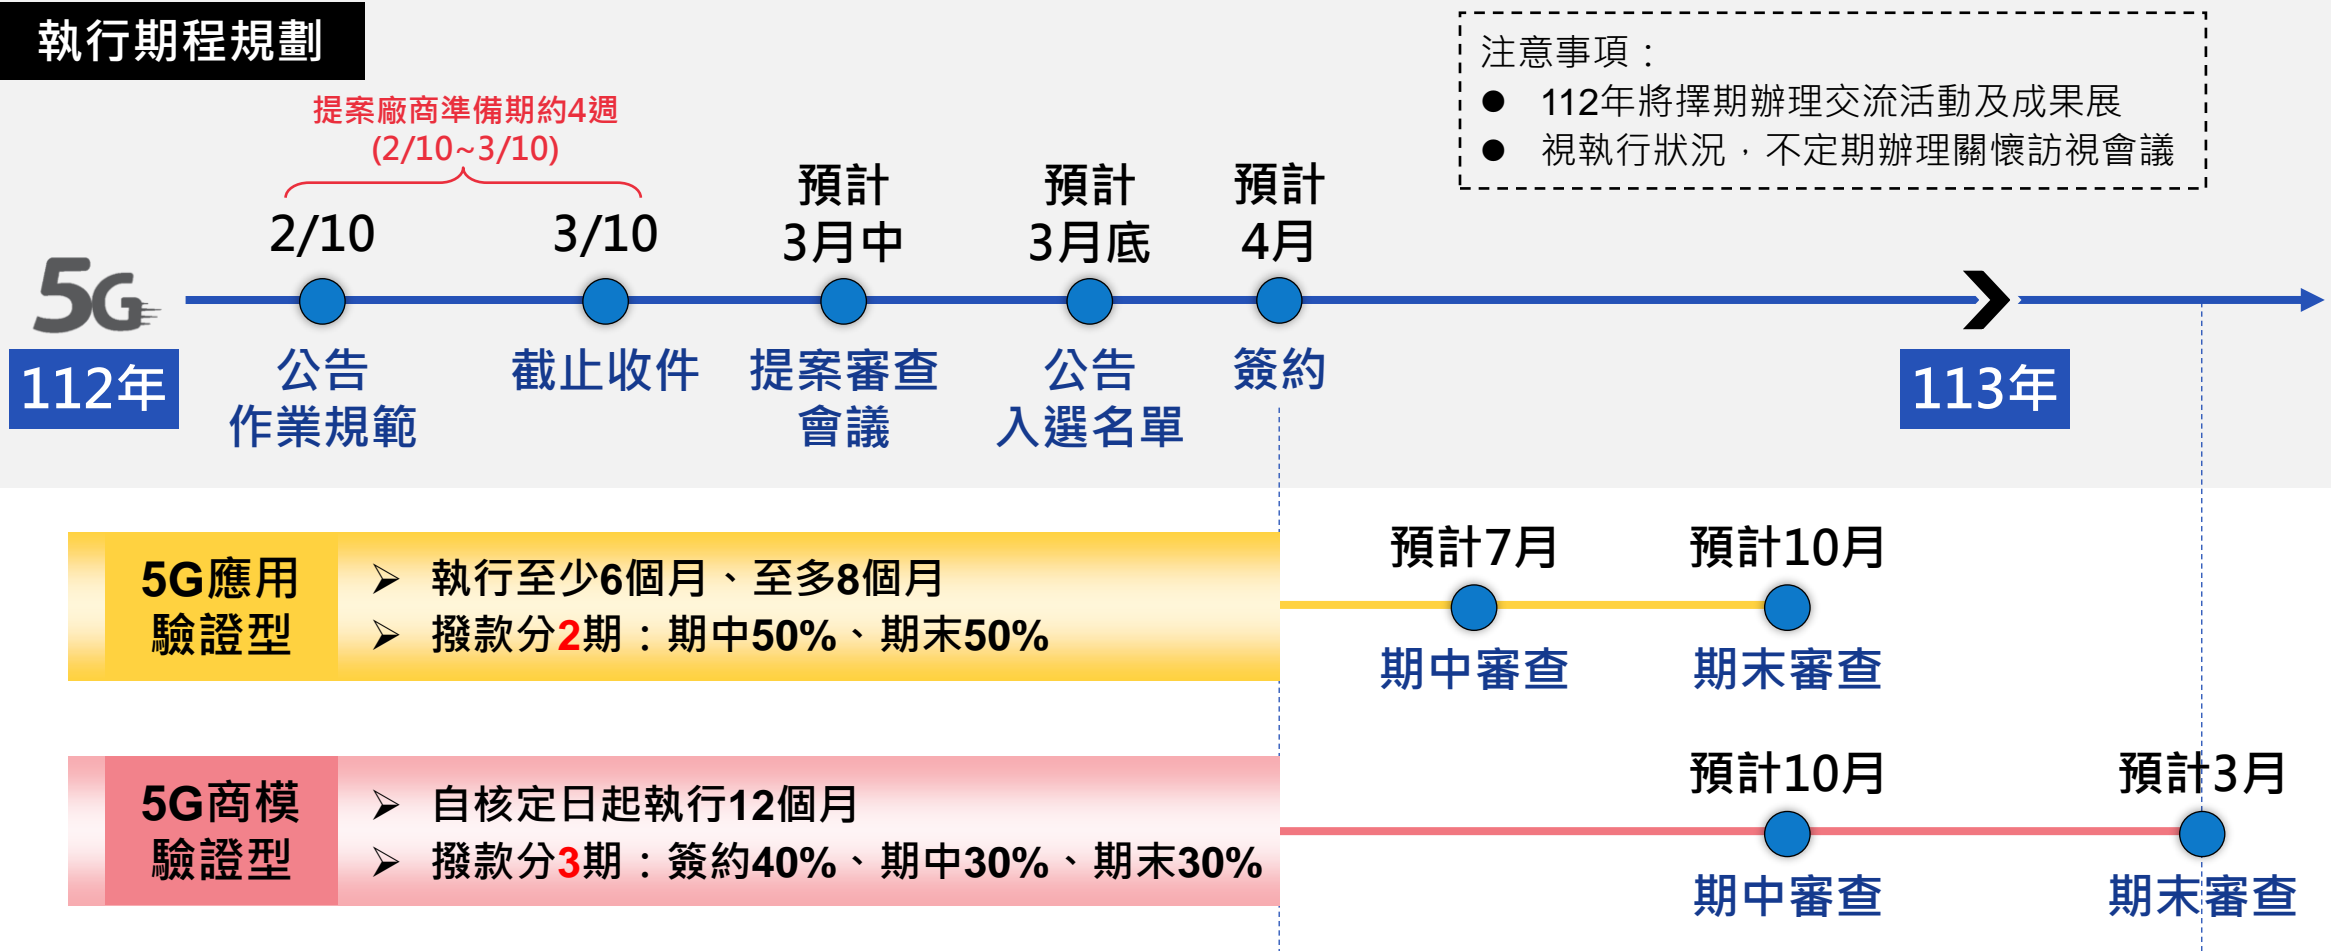 執行期程規劃
注意事項：
● 112年將擇期辦理交流活動及成果展
● 視執行狀況，不定期辦理關懷訪視會議
提案廠商準備期約4週
(2/10~3/10)
2/10
3/10
預計
3月中
預計
3月底
預計
4月
5G
112年
公告
作業規範
截止收件
提案審查
會議
公告
入選名單
簽約
113年
5G應用
驗證型
➢ 執行至少6個月、至多8個月
➢ 撥款分2期：期中50%、期末50%
預計7月
期中審查
預計10月
期末審查
5G商模
驗證型
➢ 自核定日起執行12個月
➢ 撥款分3期：簽約40%、期中30%、期末30%
預計10月
期中審查
預計3月
期末審查